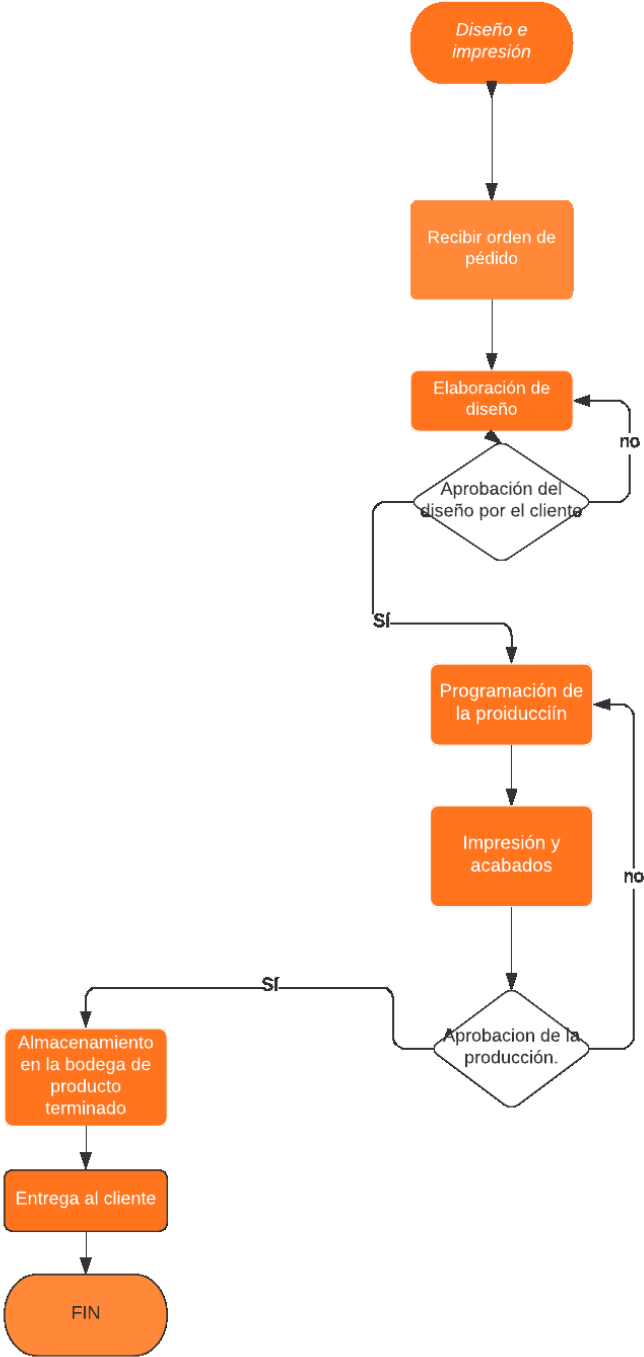 Diseño e
impresión
Recibir orden de
pédido
Elaboración de
diseño
no
Aprobación del
diseño por el cliente
Sí
Programación de
la proiducciín
Impresión y
acabados
no
Sí
Aprobacion de la
producción.
Almacenamiento
en la bodega de
producto
terminado
Entrega al cliente
FIN